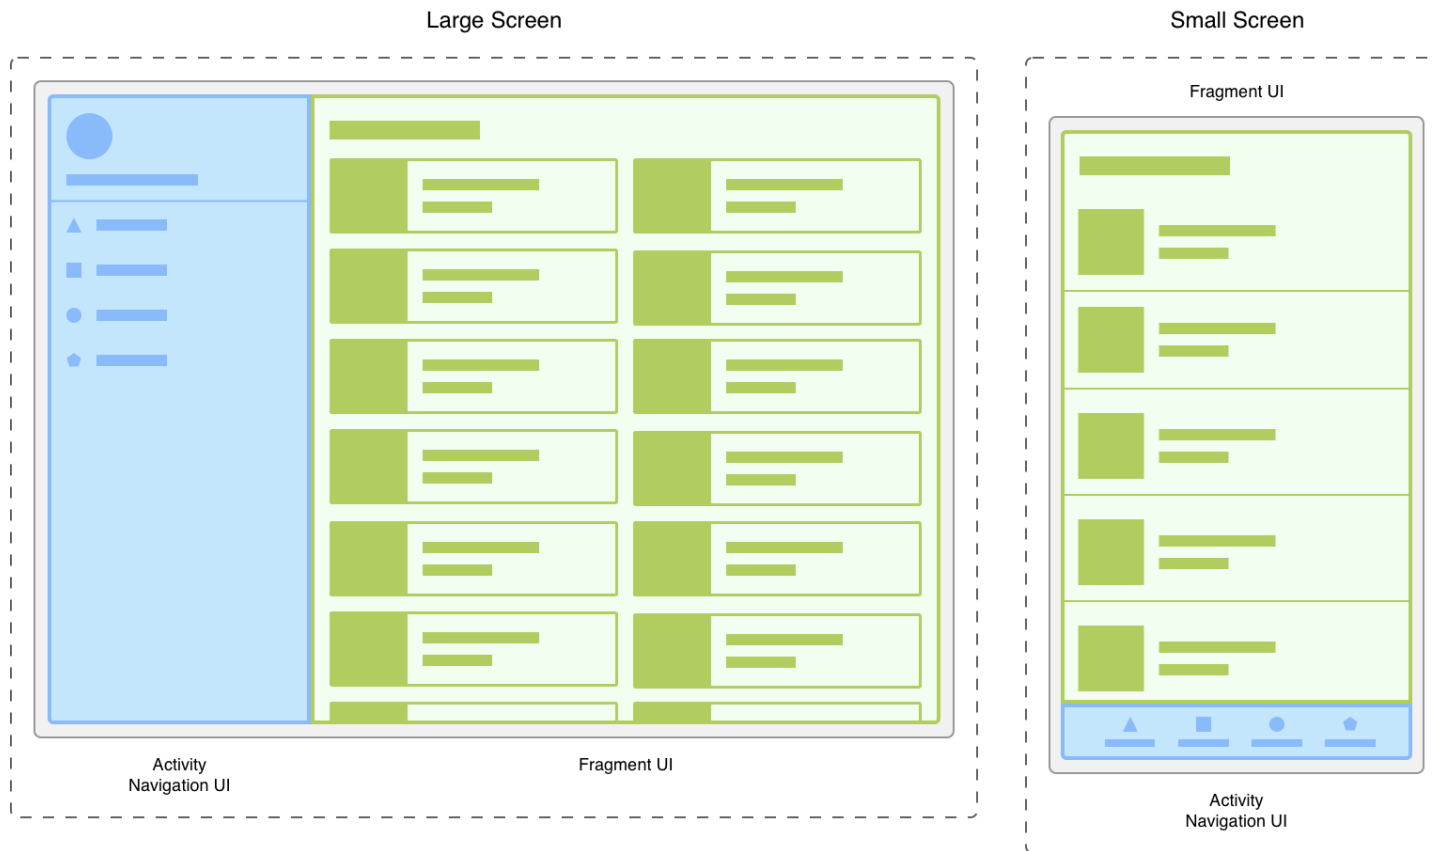 Large Screen
Activity
Navigation UI
Fragment UI
Small Screen
Fragment UI
Activity
Navigation UI